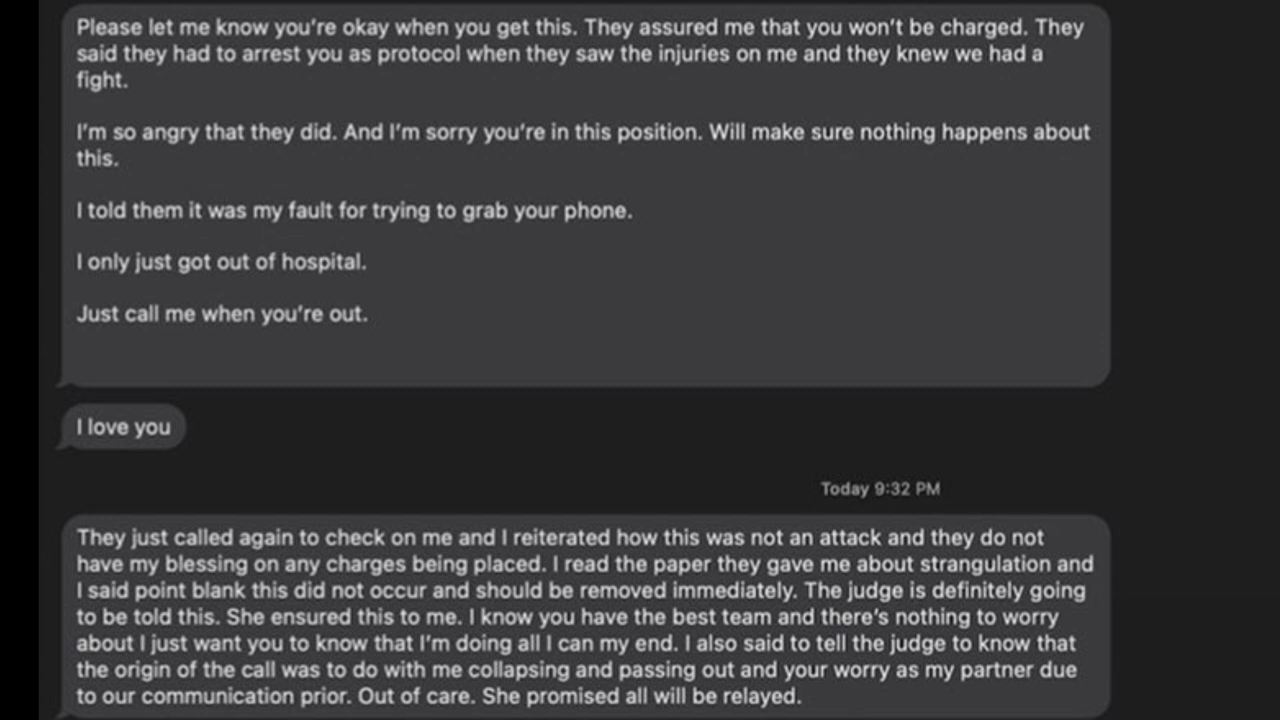 Please let me know you're okay when you get this. They assured me that you won't be charged. They
said they had to arrest you as protocol when they saw the injuries on me and they knew we had a
fight.
I'm so angry that they did. And I'm sorry you're in this position. Will make sure nothing happens about
this.
I told them it was my fault for trying to grab your phone.
I only just got out of hospital.
Just call me when you're out.
I love you
Today 9:32 PM
They just called again to check on me and I reiterated how this was not an attack and they do not
have my blessing on any charges being placed. I read the paper they gave me about strangulation and
I said point blank this did not occur and should be removed immediately. The judge is definitely going
to be told this. She ensured this to me. I know you have the best team and there's nothing to worry
about I just want you to know that I'm doing all I can my end. I also said to tell the judge to know that
the origin of the call was to do with me collapsing and passing out and your worry as my partner due
to our communication prior. Out of care. She promised all will be relayed.